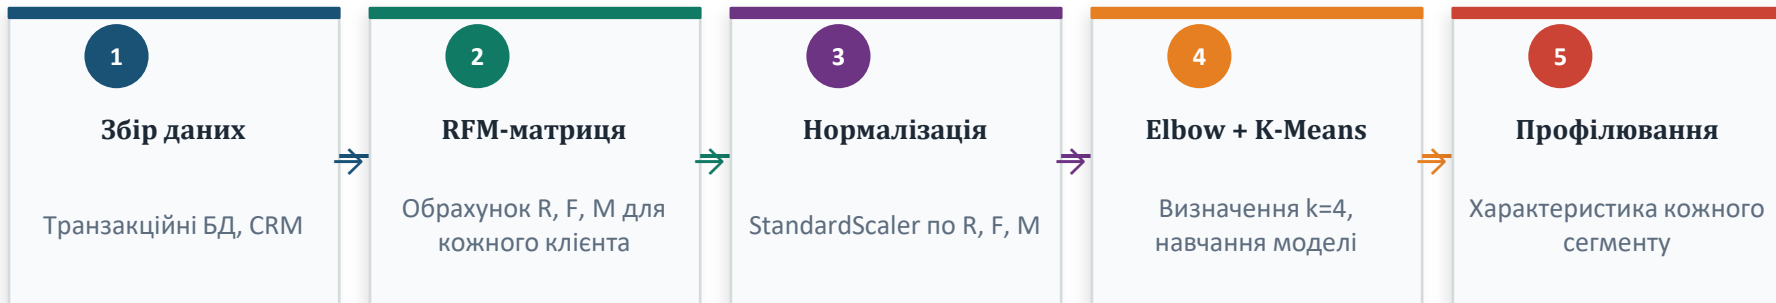 1
Збір даних
Транзакційні БД, CRM
2
RFM-матриця
Обрахунок R, F, M для
кожного клієнта
3
Нормалізація
StandardScaler по R, F, M
4
Elbow + K-Means
Визначення k=4,
навчання моделі
5
Профілювання
Характеристика кожного
сегменту